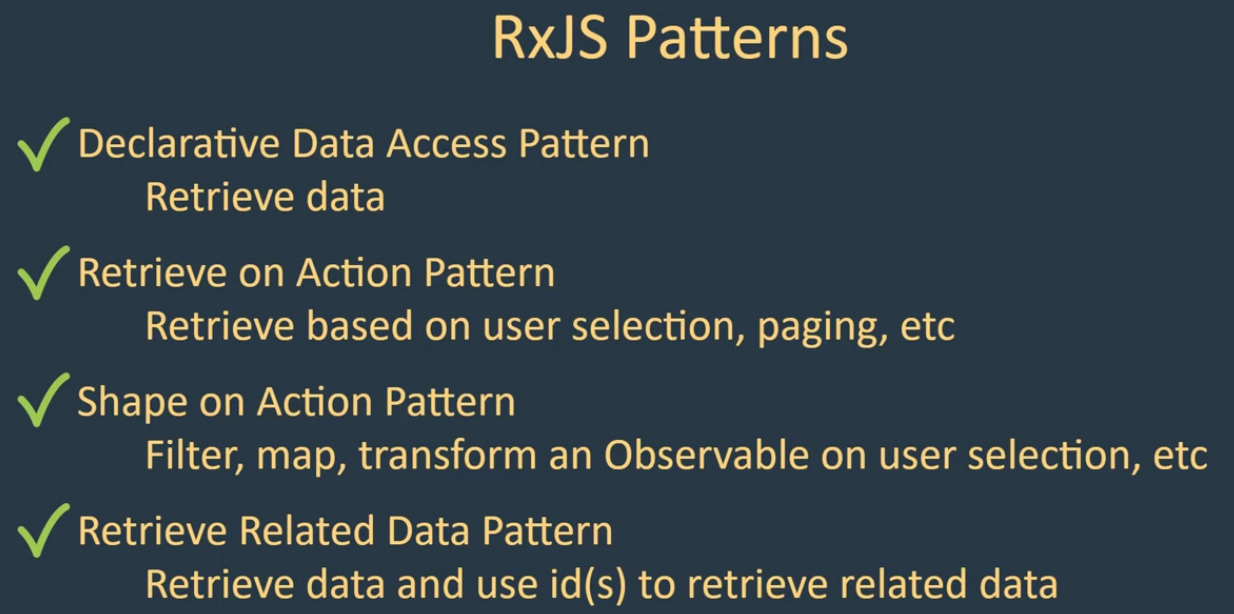 RxJS Patterns
Declarative Data Access Pattern
Retrieve data
Retrieve on Action Pattern
Retrieve based on user selection, paging, etc
Shape on Action Pattern
Filter, map, transform an Observable on user selection, etc
Retrieve Related Data Pattern
Retrieve data and use id(s) to retrieve related data